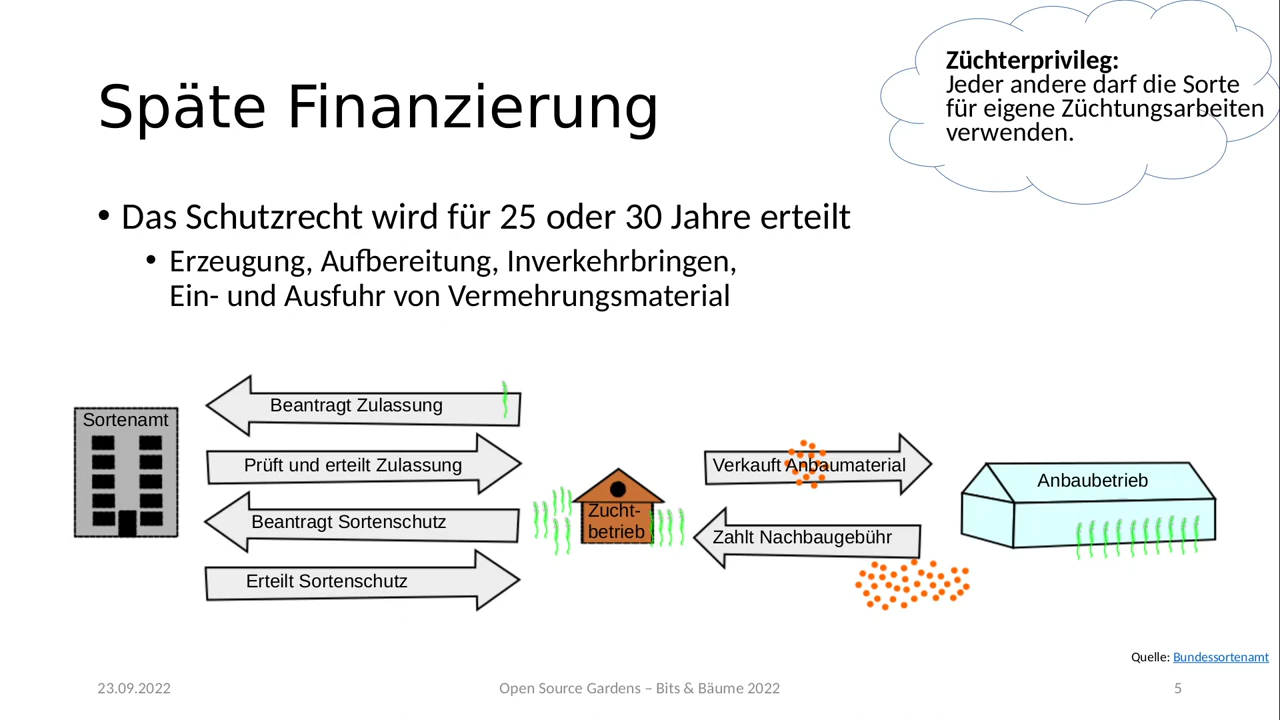 Züchterprivileg:
Jeder andere darf die Sorte
für eigene Züchtungsarbeiten
verwenden.
Späte Finanzierung
• Das Schutzrecht wird für 25 oder 30 Jahre erteilt
• Erzeugung, Aufbereitung, Inverkehrbringen,
Ein- und Ausfuhr von Vermehrungsmaterial
Sortenamt
Beantragt Zulassung
Prüft und erteilt Zulassung
Beantragt Sortenschutz
Erteilt Sortenschutz
Zucht-
betrieb
Verkauft Anbaumaterial
Zahlt Nachbaugebühr
Anbaubetrieb
Quelle: Bundessortenamt
23.09.2022
Open Source Gardens – Bits & Bäume 2022
5